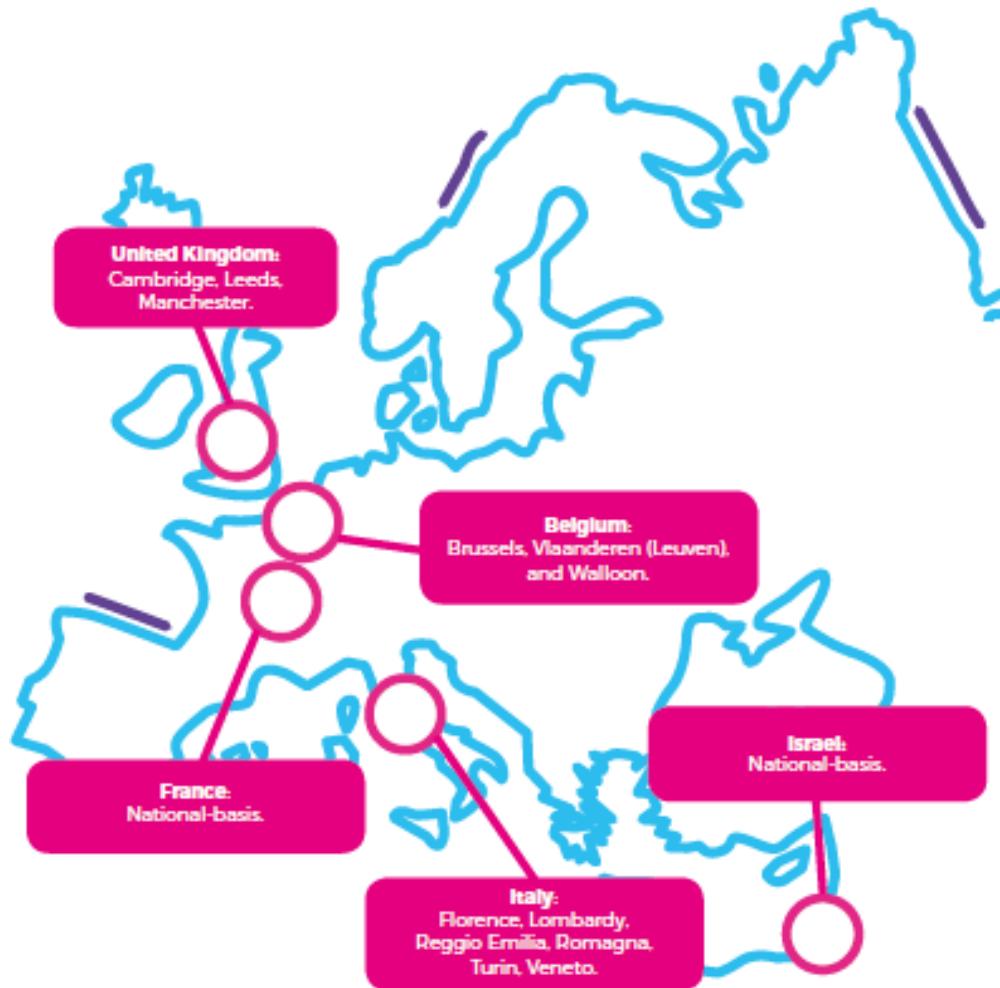 United Kingdom:
Cambridge, Leeds,
Manchester.
Belgium:
Brussels, Vlaanderen (Leuven),
and Walloon.
Israel:
National-basis.
France:
National-basis.
Italy:
Florence, Lombardy,
Reggio Emilia, Romagna,
Turin, Veneto.